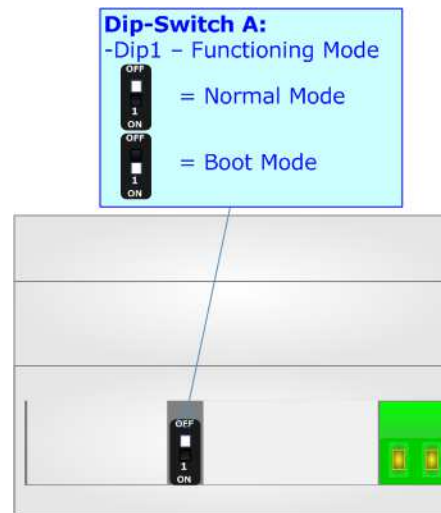 Dip-Switch A:
-Dip1 – Functioning Mode
OFF
1
ON
= Normal Mode
OFF
1
ON
= Boot Mode
OFF
1
ON